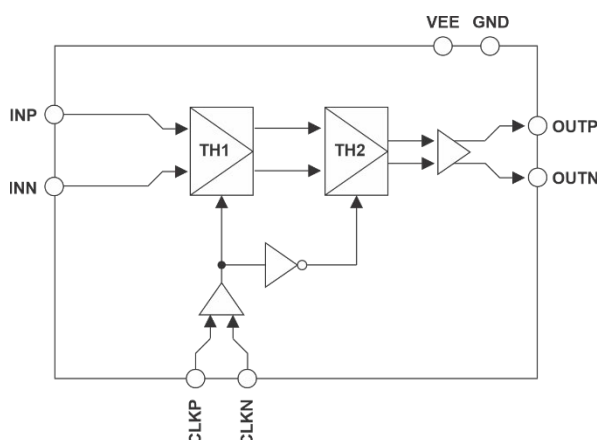 VEE GND
INP
TH1
TH2
OUTP
INN
OUTN
CLKP
CLKN